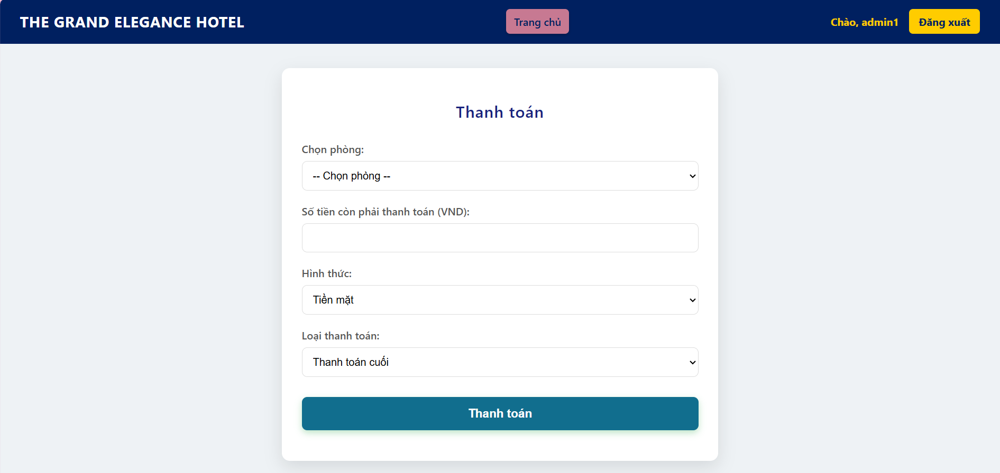 THE GRAND ELEGANCE HOTEL
Trang chủ
Chào, admin1
Đăng xuất
Thanh toán
Chọn phòng:
-- Chọn phòng --
Số tiền còn phải thanh toán (VND):
Hình thức:
Tiền mặt
Loại thanh toán:
Thanh toán cuối
Thanh toán